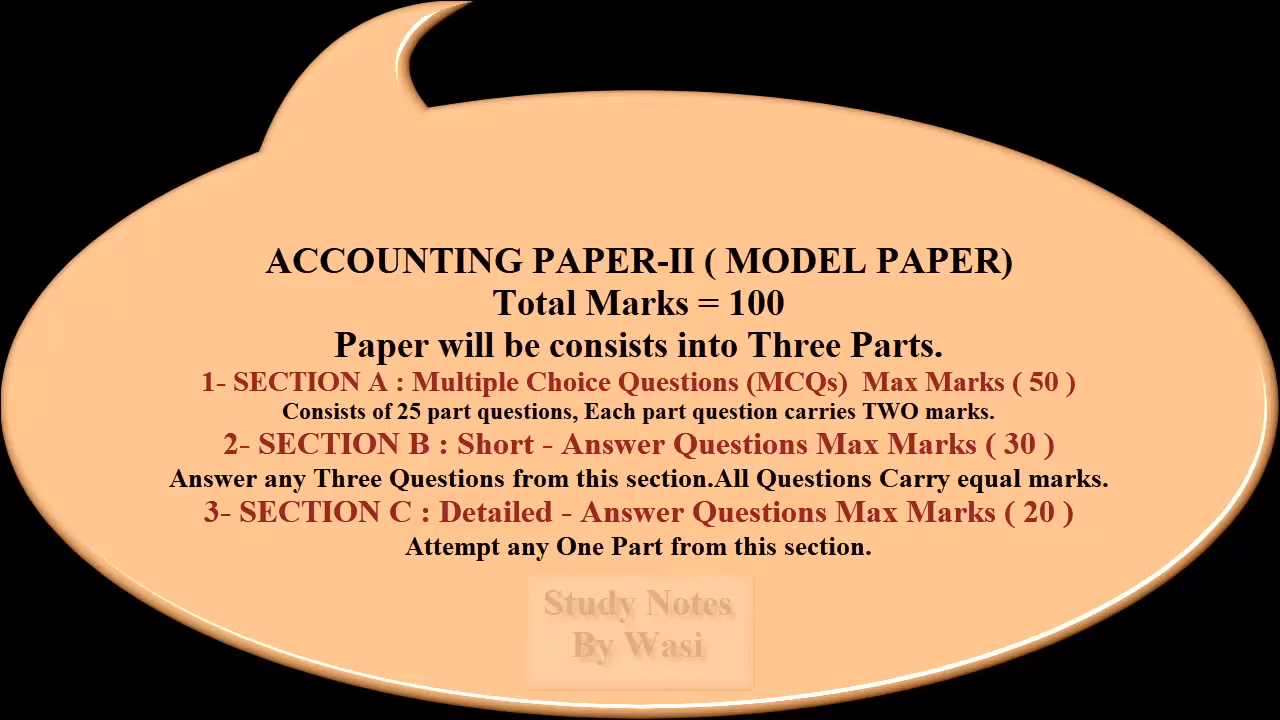 ACCOUNTING PAPER-II ( MODEL PAPER)
Total Marks = 100
Paper will be consists into Three Parts.
1- SECTION A : Multiple Choice Questions (MCQs)  Max Marks ( 50 )
Consists of 25 part questions, Each part question carries TWO marks.
2- SECTION B : Short - Answer Questions Max Marks ( 30 )
Answer any Three Questions from this section.All Questions Carry equal marks.
3- SECTION C : Detailed - Answer Questions Max Marks ( 20 )
Attempt any One Part from this section.
Study Notes
By Wasi